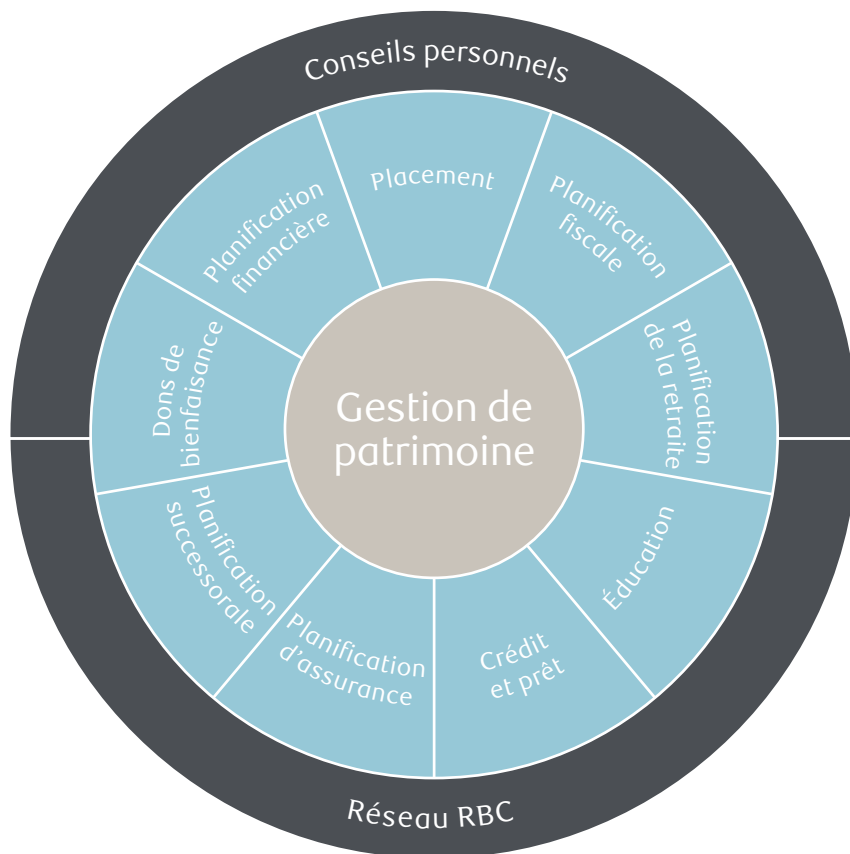 Conseils personnels
Placement
Planification
fiscale
Planification
de la retraite
Éducation
Crédit
et prêt
Planification
d’assurance
Planification
successorale
Dons de
bienfaisance
Planification
financière
Gestion de
patrimoine
Réseau RBC